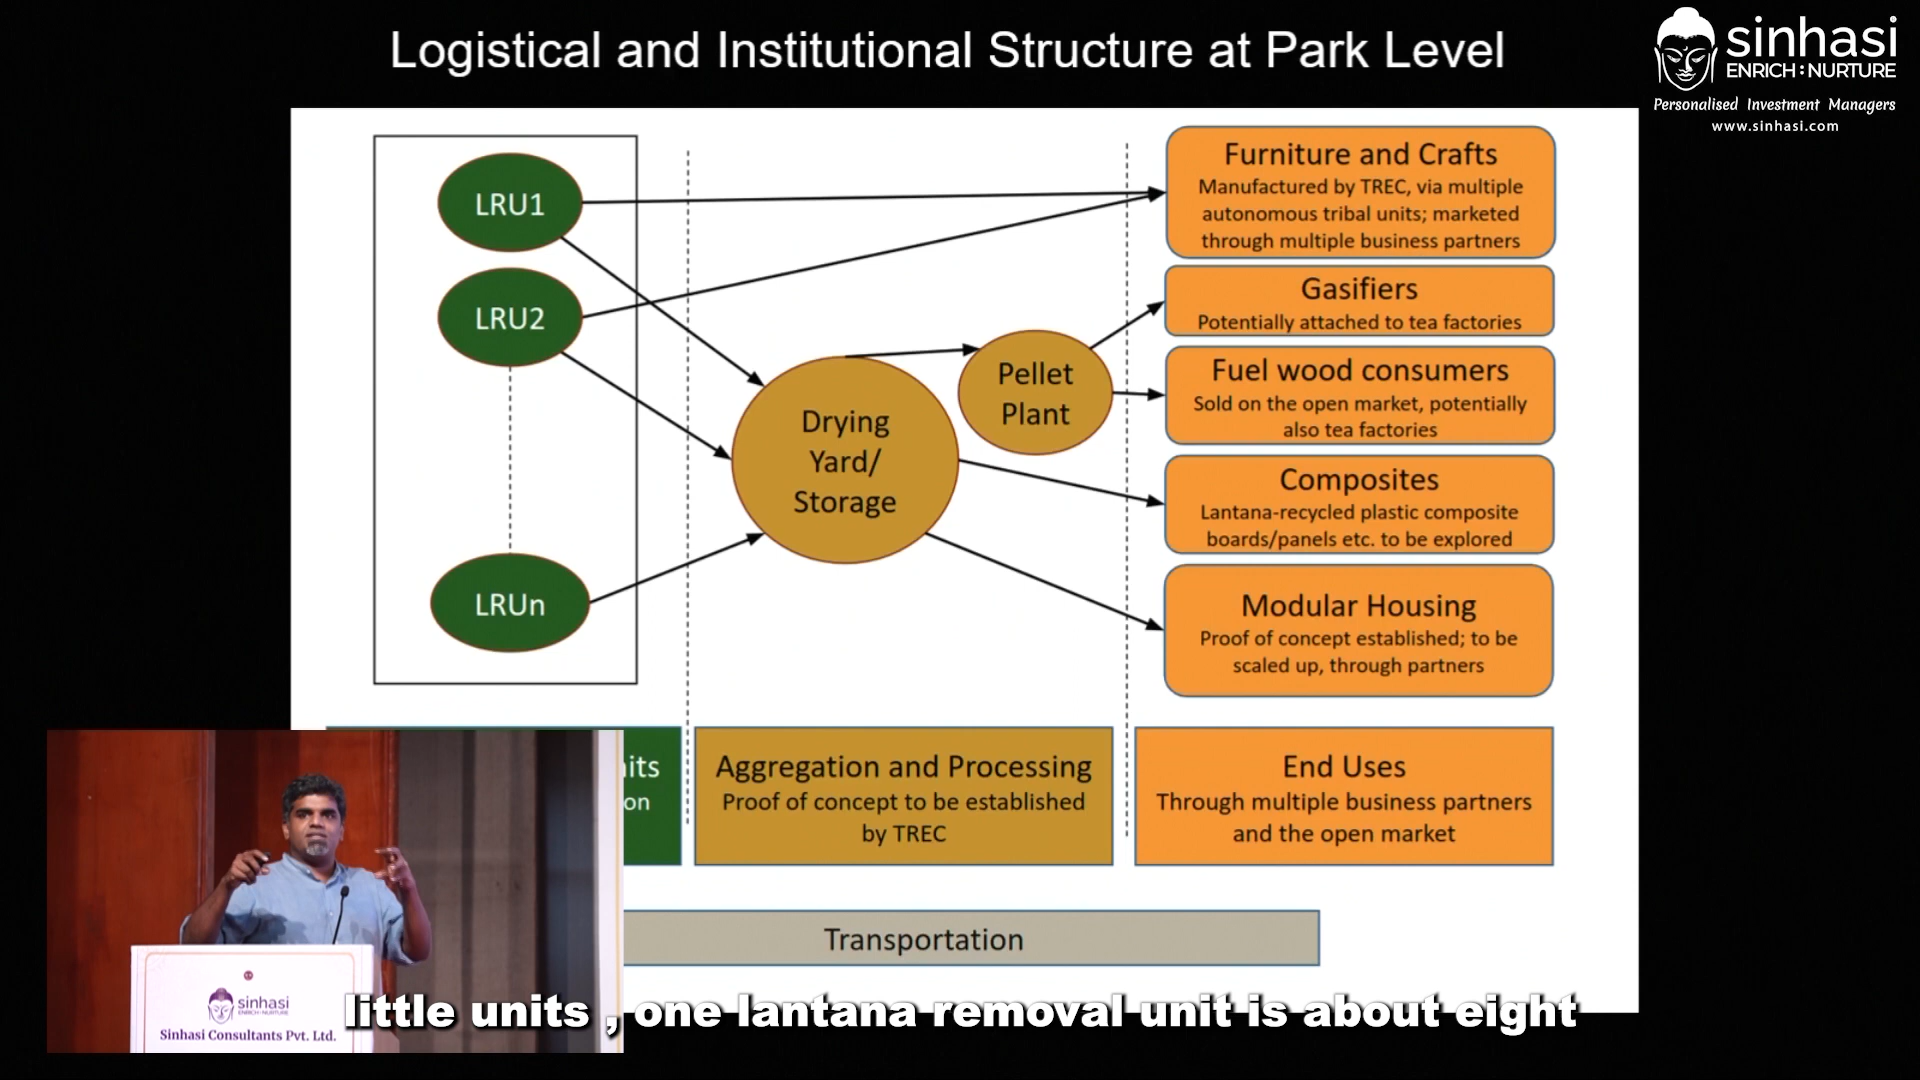 Logistical and Institutional Structure at Park Level
sinhasi
ENRICH : NURTURE
Personalised Investment Managers
www.sinhasi.com
LRU1
LRU2
LRUn
Drying
Yard/
Storage
Pellet
Plant
Furniture and Crafts
Manufactured by TREC, via multiple
autonomous tribal units; marketed
through multiple business partners
Gasifiers
Potentially attached to tea factories
Fuel wood consumers
Sold on the open market, potentially
also tea factories
Composites
Lantana-recycled plastic composite
boards/panels etc. to be explored
Modular Housing
Proof of concept established; to be
scaled up, through partners
Aggregation and Processing
Proof of concept to be established
by TREC
End Uses
Through multiple business partners
and the open market
Transportation
sinhasi
ENRICH : NURTURE
Sinhasi Consultants Pvt. Ltd.
little units , one lantana removal unit is about eight